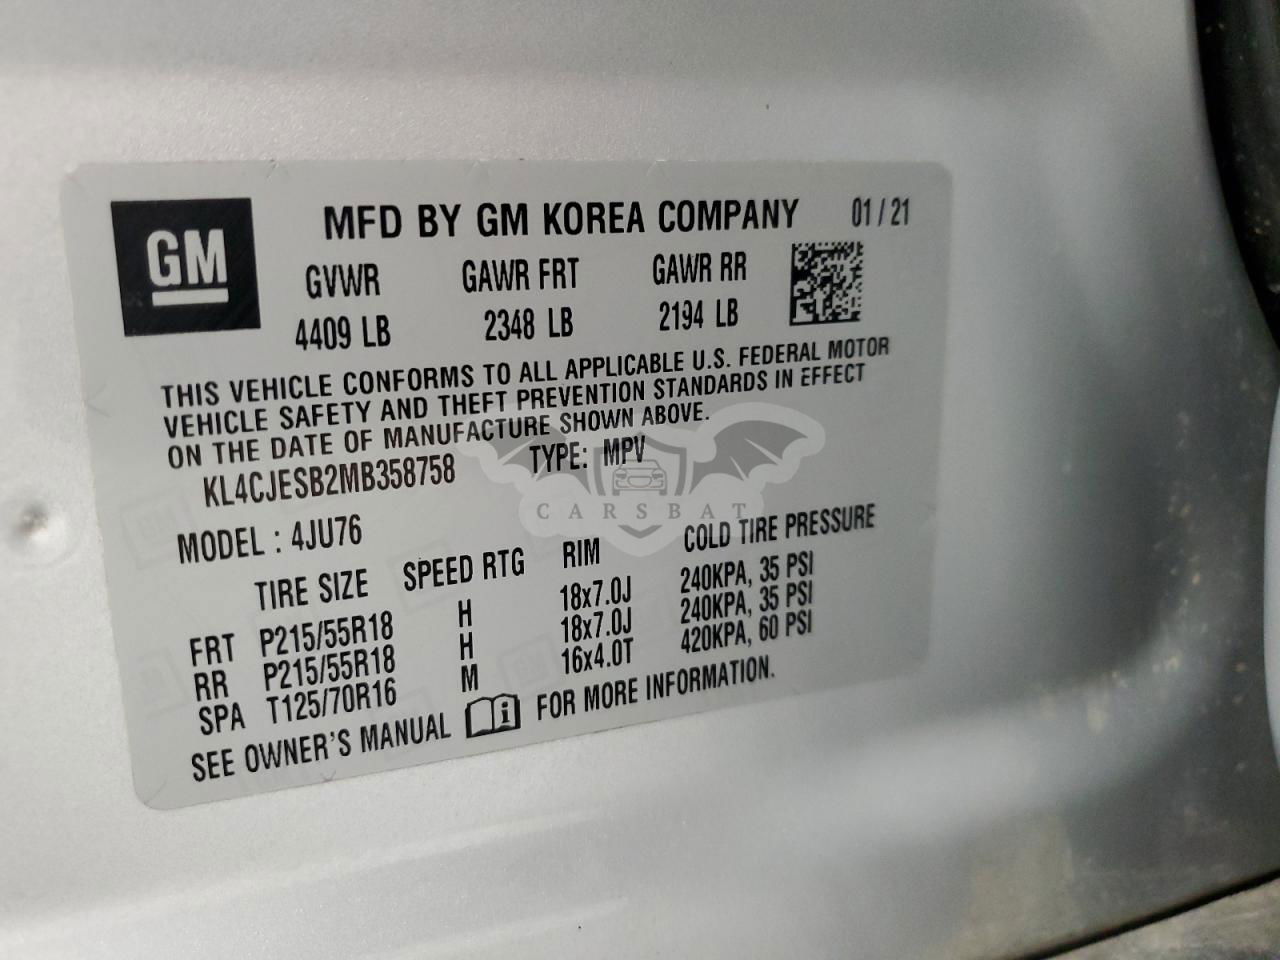 GM
MFD BY GM KOREA COMPANY 01/21
GVWR GAWR FRT GAWR RR
4409 LB 2348 LB 2194 LB
THIS VEHICLE CONFORMS TO ALL APPLICABLE U.S. FEDERAL MOTOR
VEHICLE SAFETY AND THEFT PREVENTION STANDARDS IN EFFECT
ON THE DATE OF MANUFACTURE SHOWN ABOVE.
KL4CJESB2MB358758 TYPE: MPV
CARSBAT
MODEL : 4JU76
TIRE SIZE SPEED RTG RIM COLD TIRE PRESSURE
FRT P215/55R18 H 18x7.0J 240KPA, 35 PSI
RR P215/55R18 H 18x7.0J 240KPA, 35 PSI
SPA T125/70R16 M 16x4.0T 420KPA, 60 PSI
SEE OWNER'S MANUAL i FOR MORE INFORMATION.